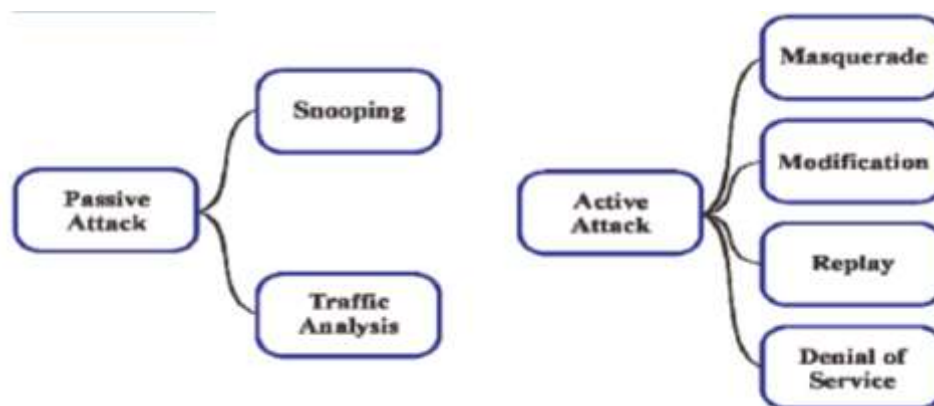 Passive
Attack
Snooping
Traffic
Analysis
Active
Attack
Masquerade
Modification
Replay
Denial of
Service